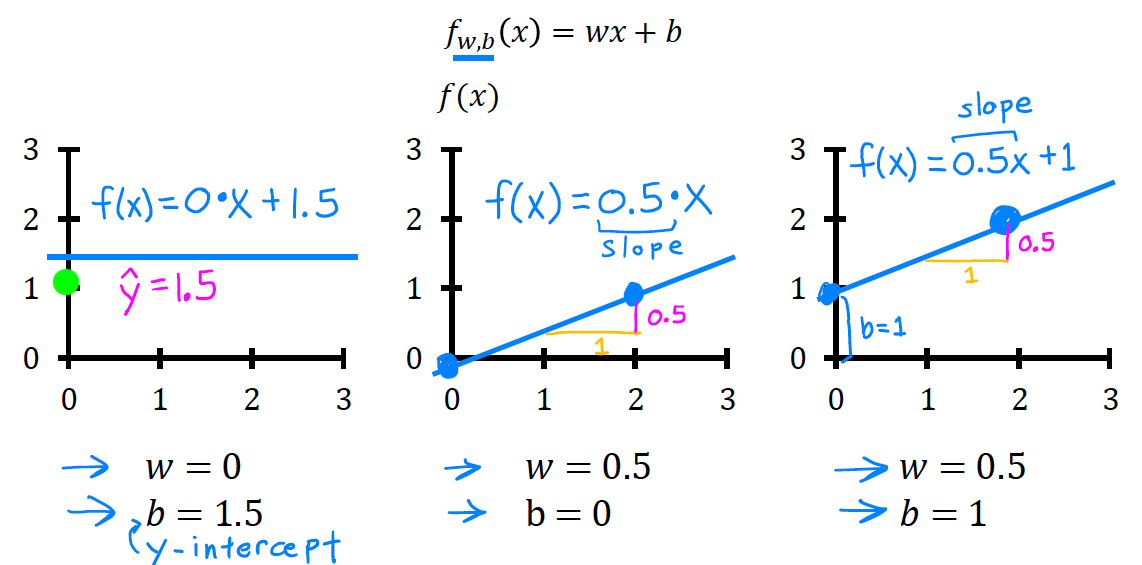 f_{w,b}(x) = wx + b
f(x)
3
2
1
0
0 1 2 3
f(x)=0•X+1.5
ŷ=1.5
→ w = 0
→ b = 1.5
y-intercept
3
2
1
0
0 1 2 3
f(x)=0.5•X
slope
0.5
1
→ w = 0.5
→ b = 0
slope
3
2
1
0
0 1 2 3
f(x)=0.5x+1
0.5
1
b=1
→ w = 0.5
→ b = 1